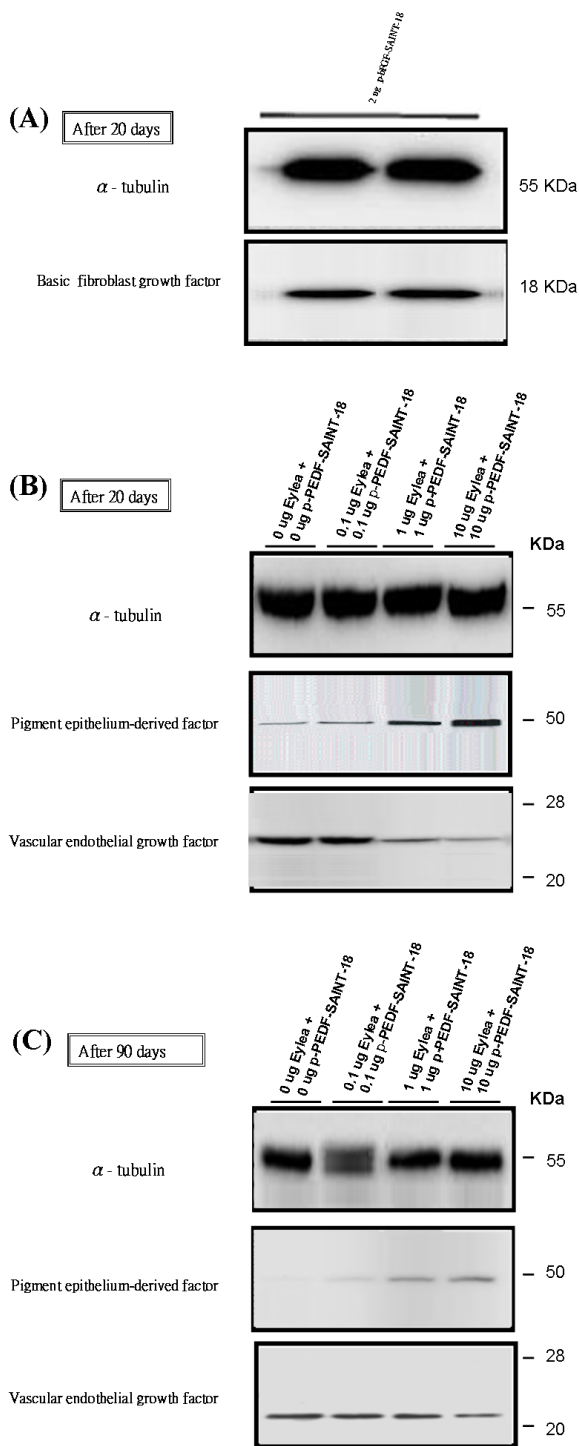 2 ug p-bFGF-SAINT-18
(A)
After 20 days
α - tubulin
55 KDa
Basic fibroblast growth factor
18 KDa
0 ug Eylea +
0 ug p-PEDF-SAINT-18
0.1 ug Eylea +
0.1 ug p-PEDF-SAINT-18
1 ug Eylea +
1 ug p-PEDF-SAINT-18
10 ug Eylea +
10 ug p-PEDF-SAINT-18
(B)
After 20 days
KDa
α - tubulin
55
Pigment epithelium-derived factor
50
28
Vascular endothelial growth factor
20
0 ug Eylea +
0 ug p-PEDF-SAINT-18
0.1 ug Eylea +
0.1 ug p-PEDF-SAINT-18
1 ug Eylea +
1 ug p-PEDF-SAINT-18
10 ug Eylea +
10 ug p-PEDF-SAINT-18
(C)
After 90 days
KDa
α - tubulin
55
Pigment epithelium-derived factor
50
28
Vascular endothelial growth factor
20